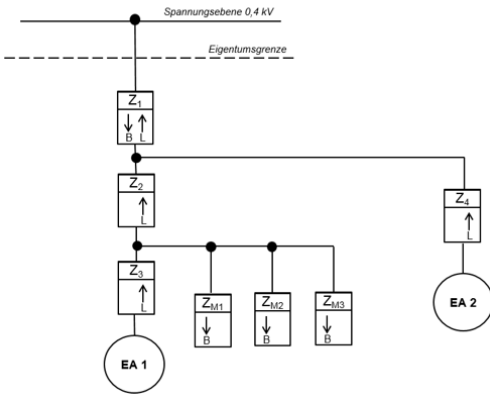 Spannungsebene 0,4 kV
Eigentumsgrenze
Z1
B L
Z2
L
Z4
L
Z3
L
ZM1
B
ZM2
B
ZM3
B
EA 2
EA 1